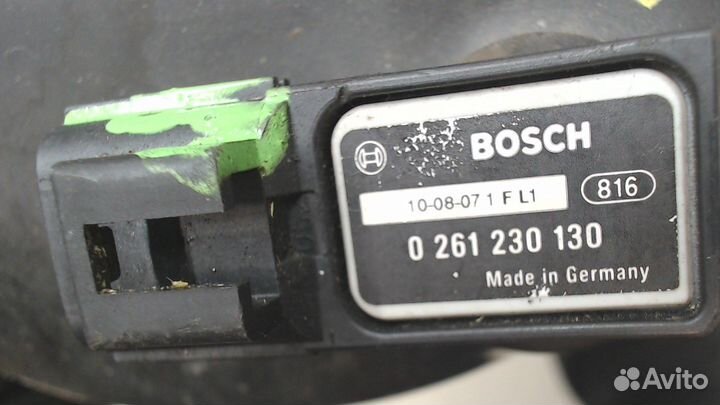 BOSCH
10-08-07 1 F L1
816
0 261 230 130
Made in Germany
Avito